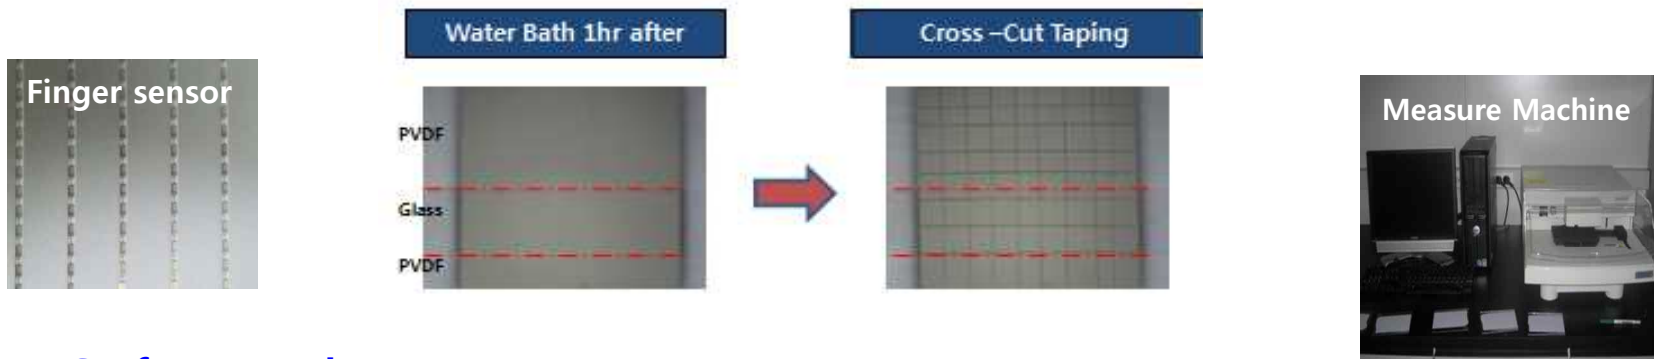 Water Bath 1hr after
Cross –Cut Taping
Finger sensor
Measure Machine
PVDF
Glass
PVDF